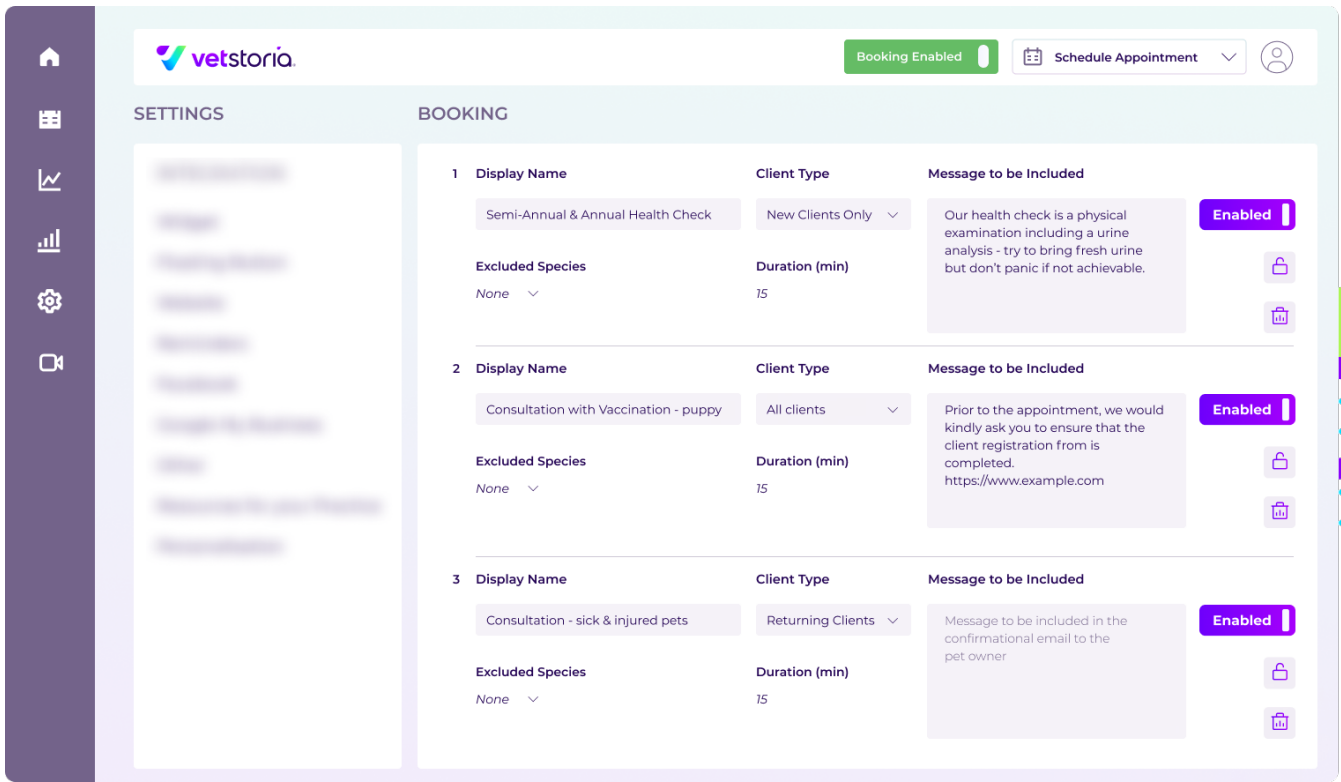 vetstoria.
Booking Enabled
Schedule Appointment
SETTINGS
BOOKING
1 Display Name
Client Type
Message to be Included
Semi-Annual & Annual Health Check
New Clients Only
Our health check is a physical
examination including a urine
analysis - try to bring fresh urine
but don't panic if not achievable.
Enabled
Excluded Species
Duration (min)
None
15
2 Display Name
Client Type
Message to be Included
Consultation with Vaccination - puppy
All clients
Prior to the appointment, we would
kindly ask you to ensure that the
client registration from is
completed.
https://www.example.com
Enabled
Excluded Species
Duration (min)
None
15
3 Display Name
Client Type
Message to be Included
Consultation - sick & injured pets
Returning Clients
Message to be included in the
confirmational email to the
pet owner
Enabled
Excluded Species
Duration (min)
None
15